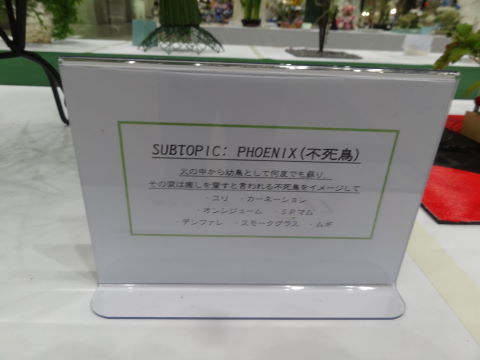 SUBTOPIC: PHOENIX(不死鳥)
火の中から幼鳥として何度でも蘇り、
その涙は癒しを齎すと言われる不死鳥をイメージして
・ユリ ・カーネーション
・オンシジューム ・SPマム
・デンファレ ・スモークグラス ・ムギ